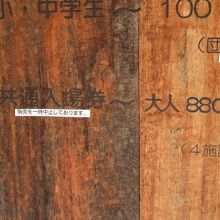 小・中学生～ 100
（団
共通入場券～ 大人 880
販売を一時中止しております。
（４施